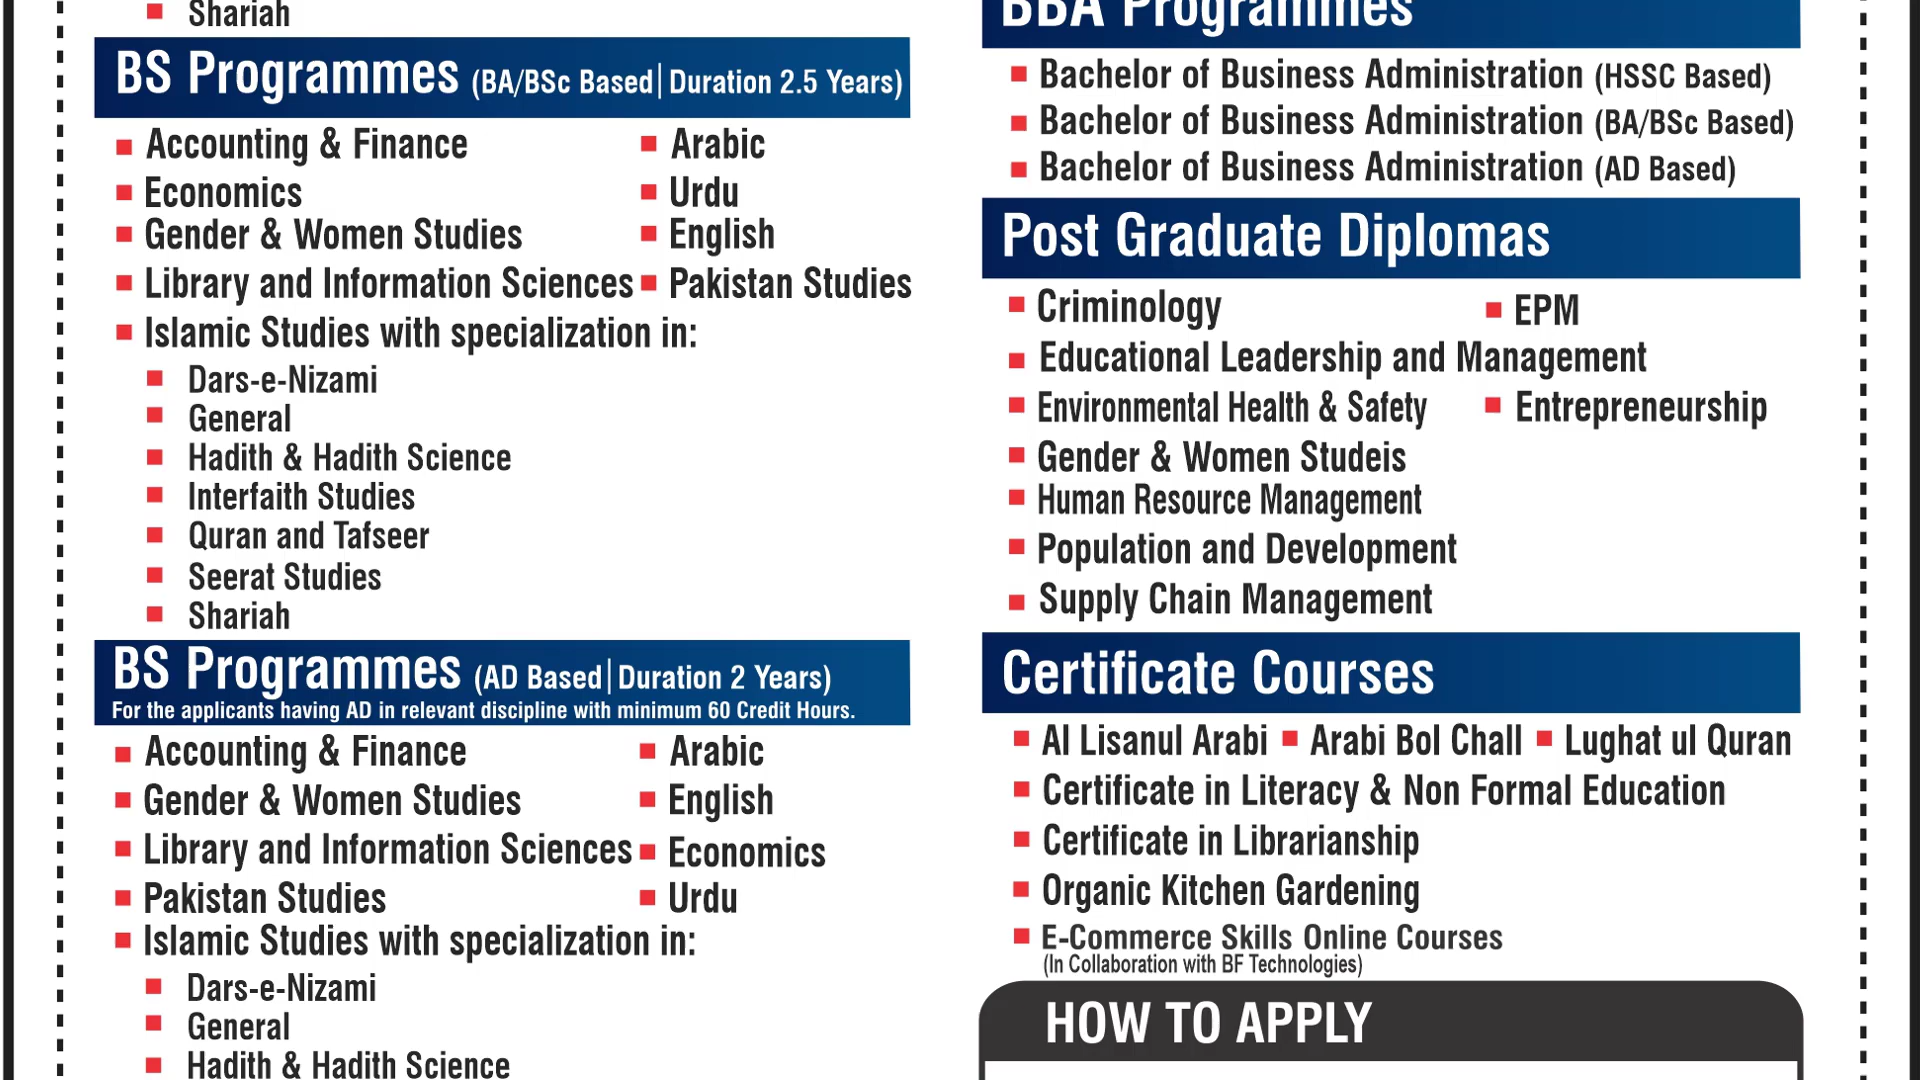 Shariah
BS Programmes (BA/BSc Based|Duration 2.5 Years)
Accounting & Finance
Arabic
Economics
Urdu
Gender & Women Studies
English
Library and Information Sciences
Pakistan Studies
Islamic Studies with specialization in:
Dars-e-Nizami
General
Hadith & Hadith Science
Interfaith Studies
Quran and Tafseer
Seerat Studies
Shariah
BS Programmes (AD Based|Duration 2 Years)
For the applicants having AD in relevant discipline with minimum 60 Credit Hours.
Accounting & Finance
Arabic
Gender & Women Studies
English
Library and Information Sciences
Economics
Pakistan Studies
Urdu
Islamic Studies with specialization in:
Dars-e-Nizami
General
Hadith & Hadith Science
BBA Programmes
Bachelor of Business Administration (HSSC Based)
Bachelor of Business Administration (BA/BSc Based)
Bachelor of Business Administration (AD Based)
Post Graduate Diplomas
Criminology
EPM
Educational Leadership and Management
Environmental Health & Safety
Entrepreneurship
Gender & Women Studeis
Human Resource Management
Population and Development
Supply Chain Management
Certificate Courses
Al Lisanul Arabi
Arabi Bol Chall
Lughat ul Quran
Certificate in Literacy & Non Formal Education
Certificate in Librarianship
Organic Kitchen Gardening
E-Commerce Skills Online Courses
(In Collaboration with BF Technologies)
HOW TO APPLY